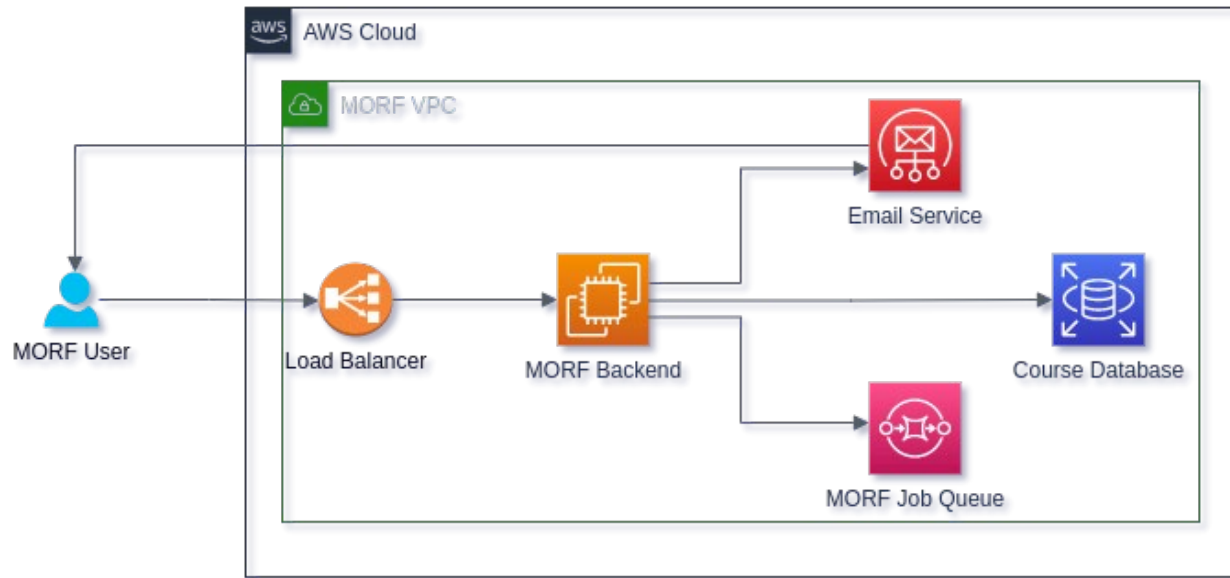 aws
AWS Cloud
MORF VPC
Email Service
MORF User
Load Balancer
MORF Backend
Course Database
MORF Job Queue